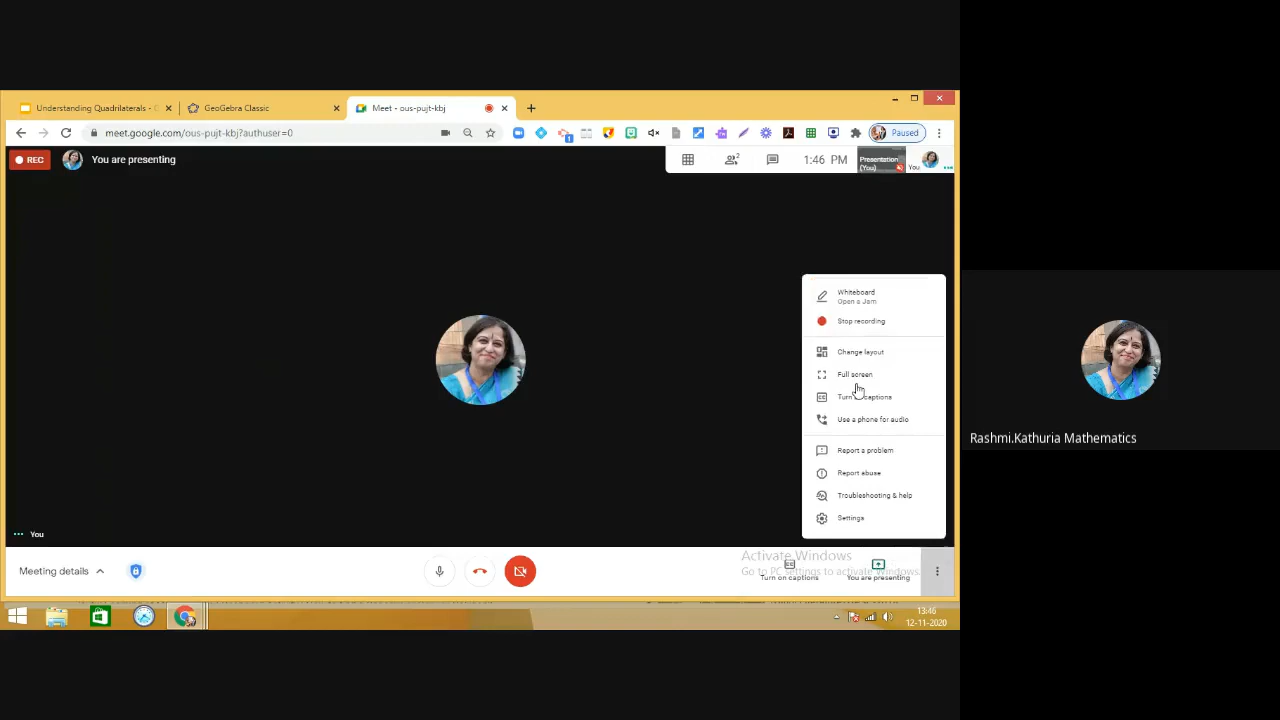 Understanding Quadrilaterals - G
GeoGebra Classic
Meet - ous-pujt-kbj
meet.google.com/ous-pujt-kbj?authuser=0
Paused
REC
You are presenting
2
1:46 PM
Presentation
(You)
You
Whiteboard
Open a Jam
Stop recording
Change layout
Full screen
Turn captions
Use a phone for audio
Report a problem
Report abuse
Troubleshooting & help
Settings
Rashmi.Kathuria Mathematics
You
Activate Windows
Go to PC settings to activate Windows.
Meeting details
Turn on captions
You are presenting
13:46
12-11-2020